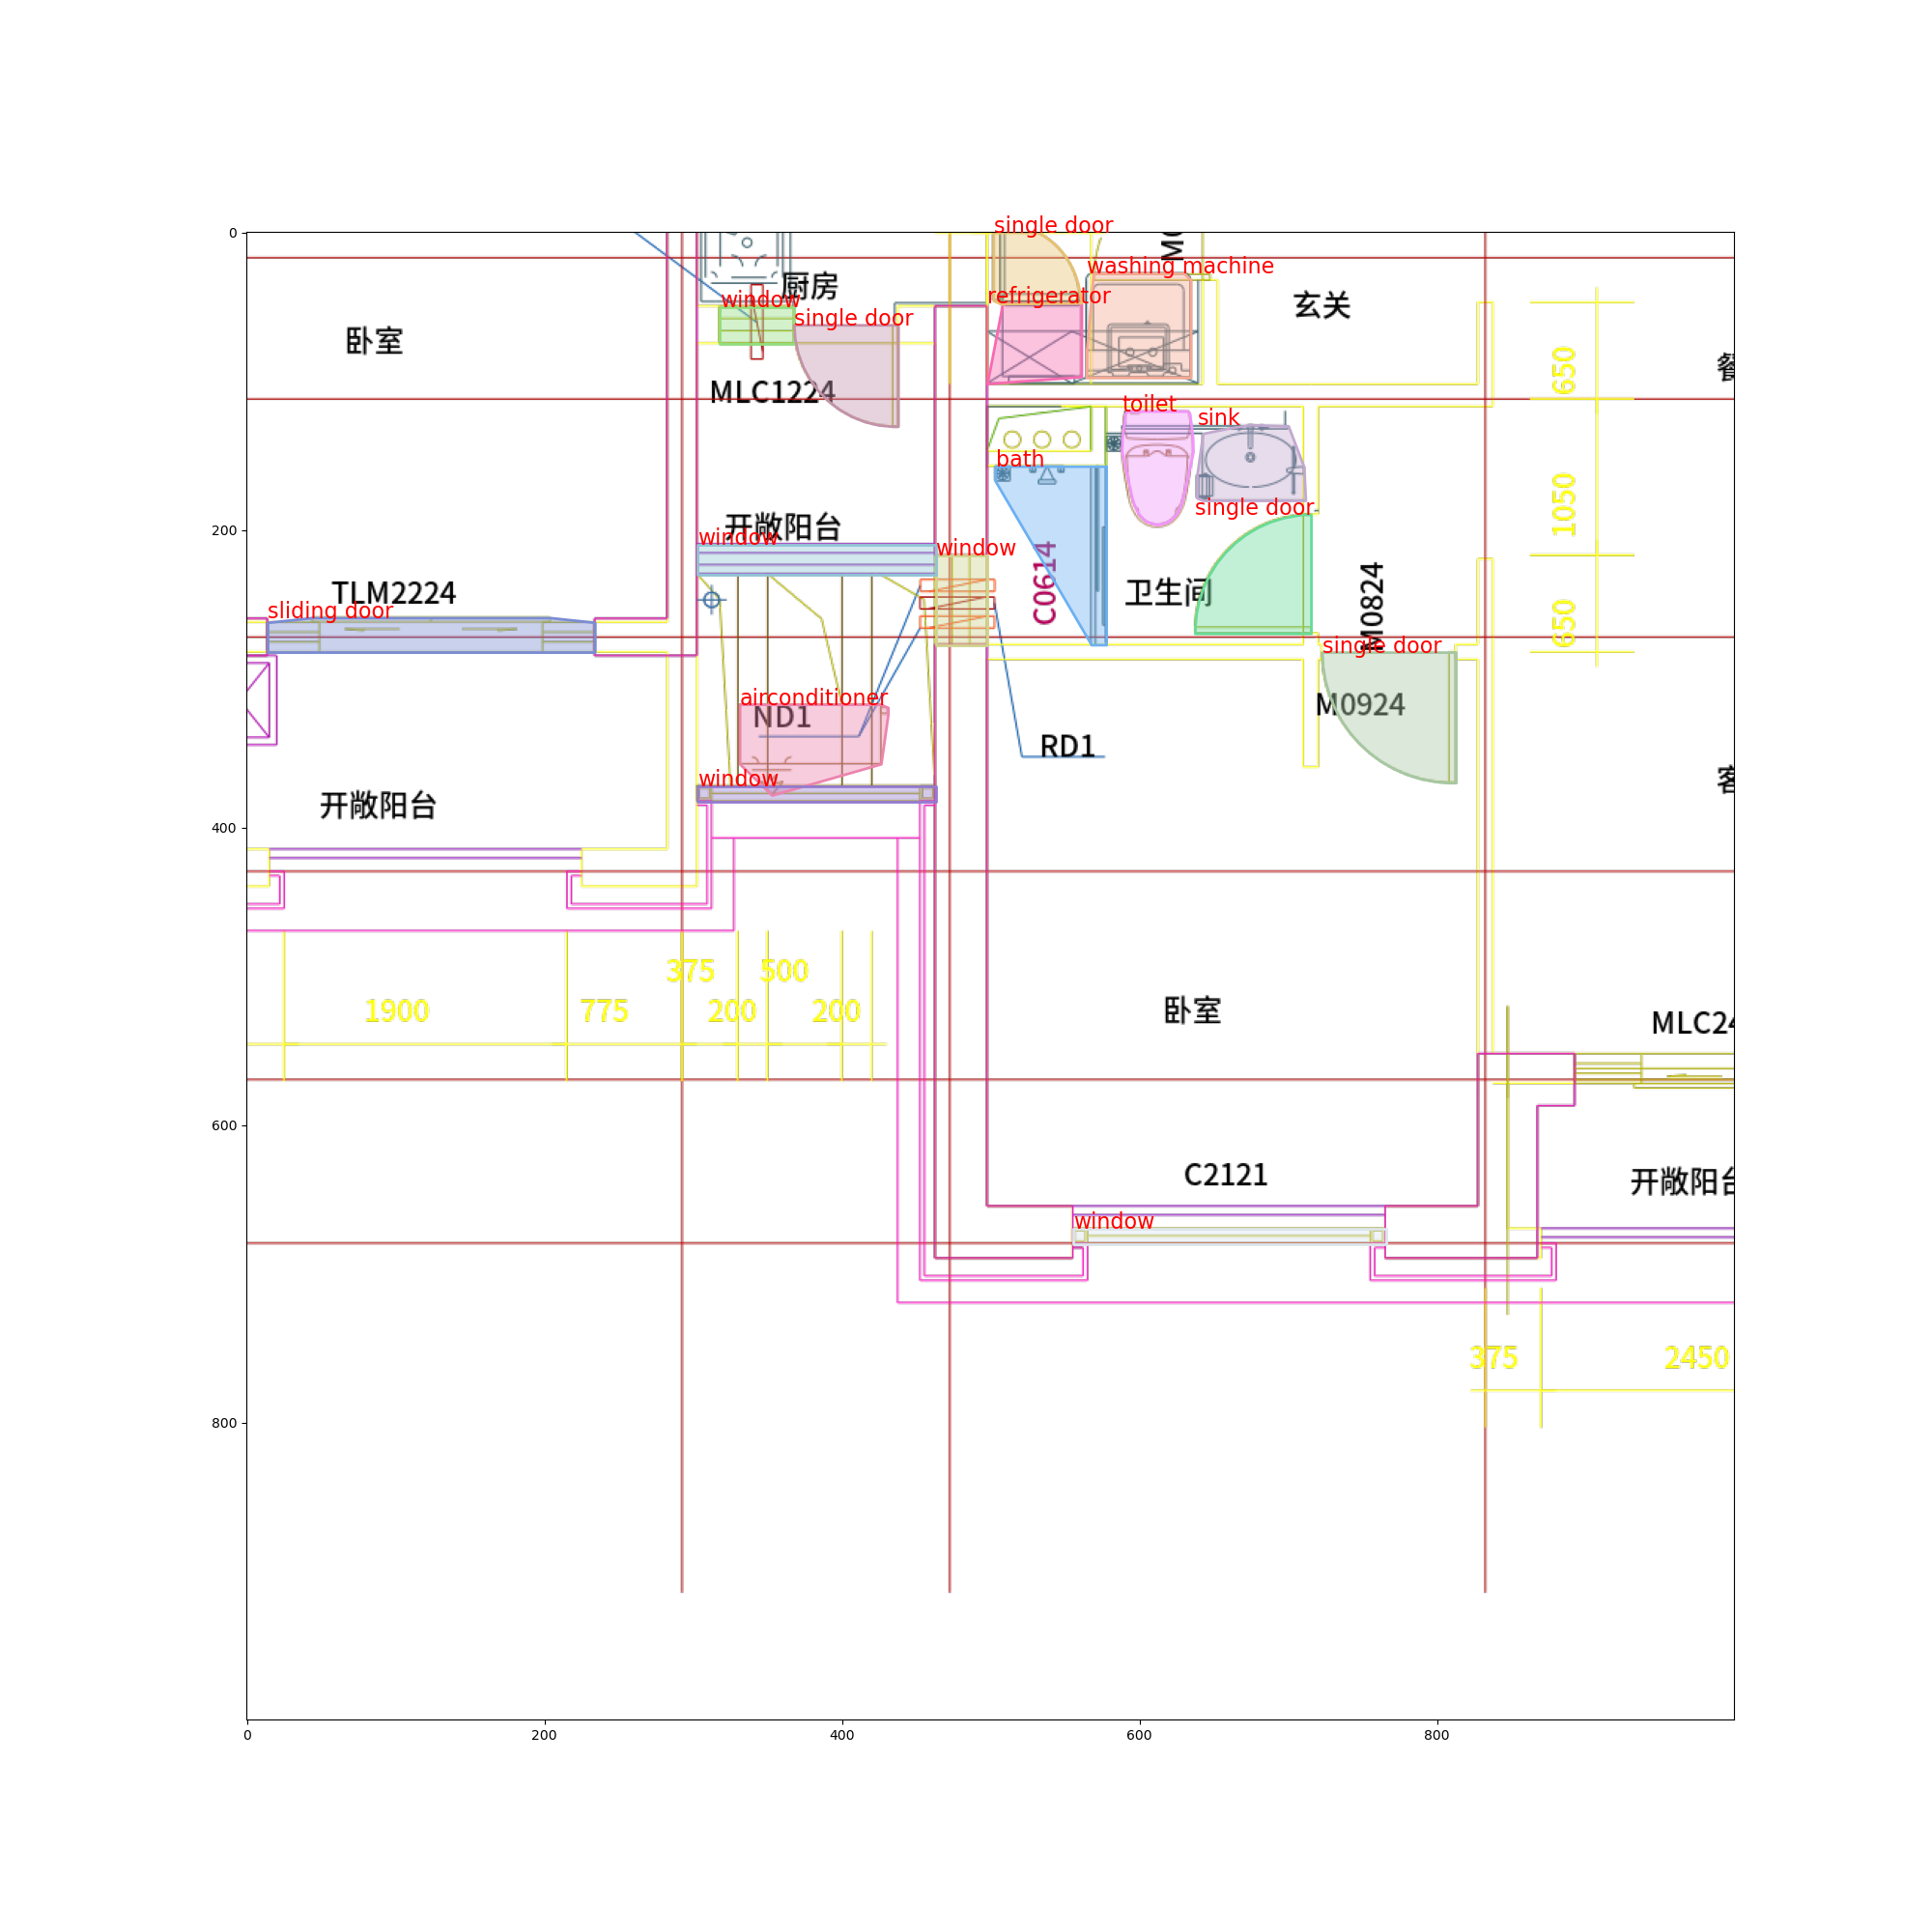 single door
washing machine
refrigerator
window
厨房
single door
玄关
650
卧室
MLC1224
toilet
sink
bath
single door
1050
开敞阳台
window
window
C0614
卫生间
M0824
TLM2224
sliding door
650
single door
airconditioner
ND1
M0924
RD1
window
开敞阳台
375
500
1900
775
200
200
卧室
MLC24
C2121
开敞阳台
window
375
2450
0
200
400
600
800
0
200
400
600
800